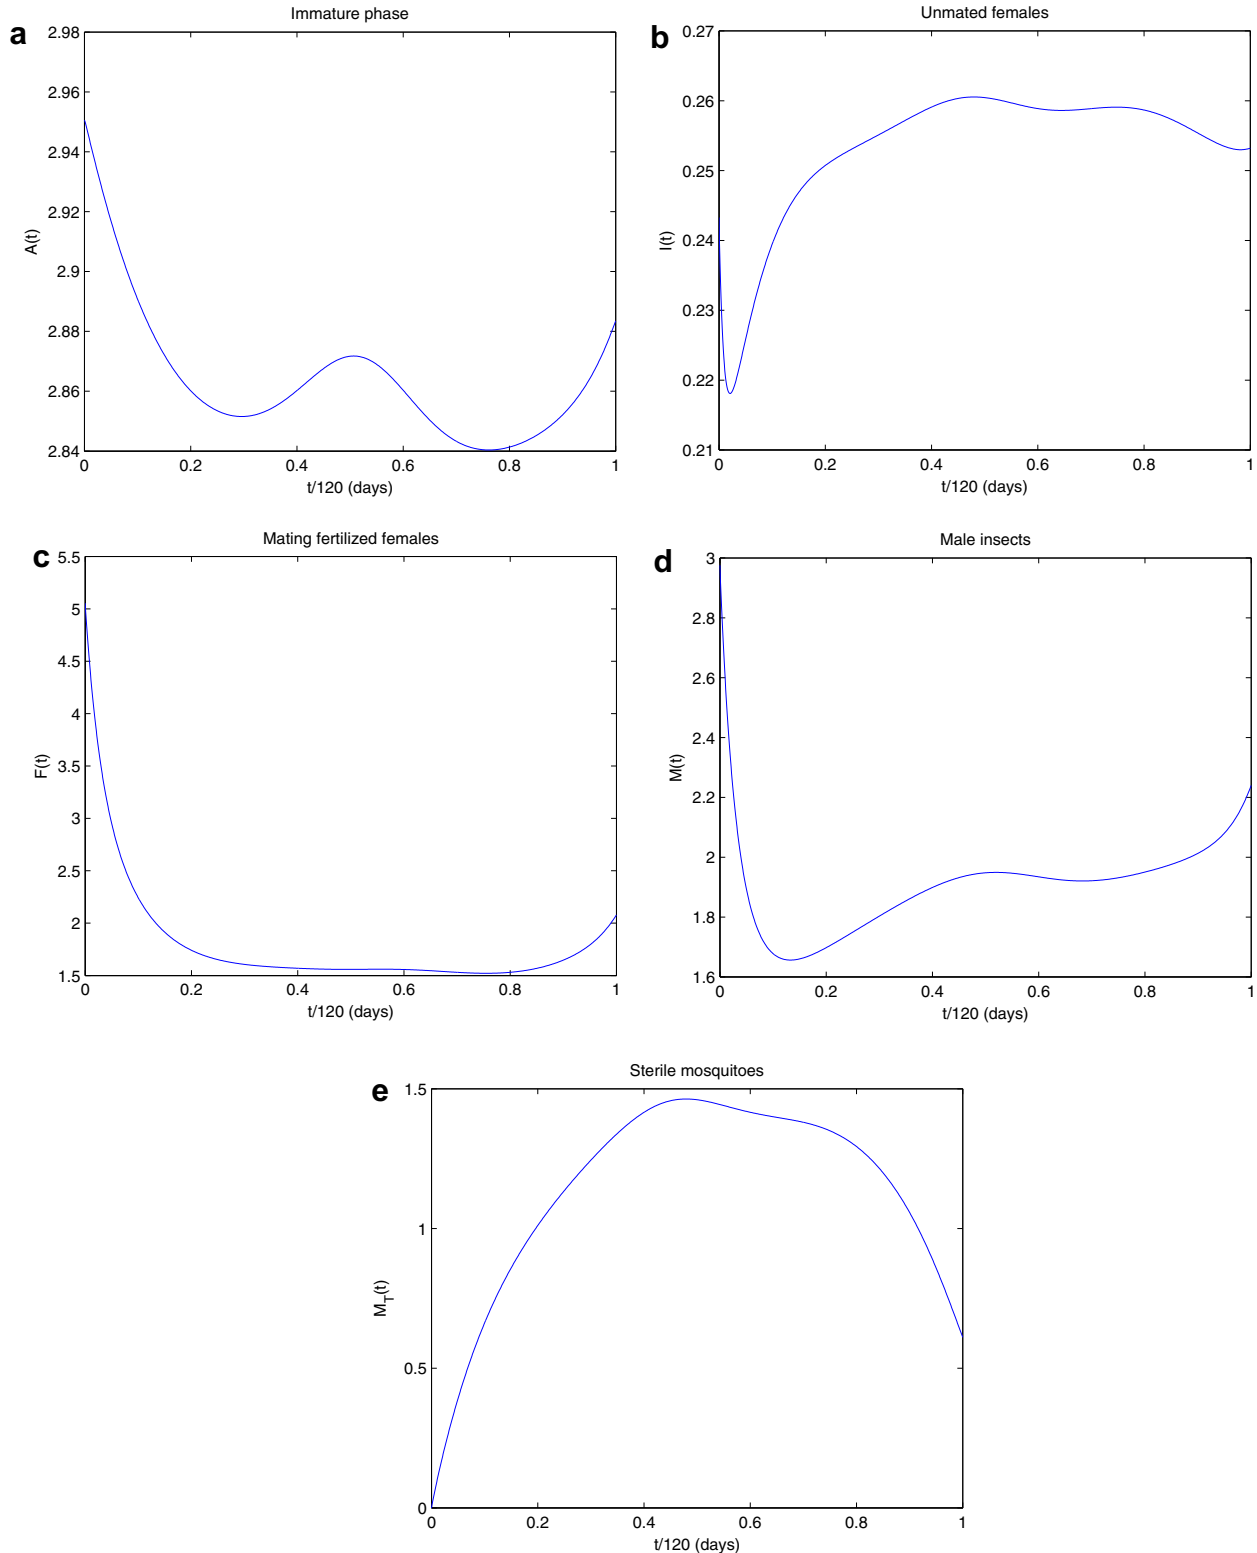 a
Immature phase
2.98
2.96
2.94
2.92
2.9
2.88
2.86
2.84
A(t)
0 0.2 0.4 0.6 0.8 1
t/120 (days)
b
Unmated females
0.27
0.26
0.25
0.24
0.23
0.22
0.21
I(t)
0 0.2 0.4 0.6 0.8 1
t/120 (days)
c
Mating fertilized females
5.5
5
4.5
4
3.5
3
2.5
2
1.5
F(t)
0 0.2 0.4 0.6 0.8 1
t/120 (days)
d
Male insects
3
2.8
2.6
2.4
2.2
2
1.8
1.6
M(t)
0 0.2 0.4 0.6 0.8 1
t/120 (days)
e
Sterile mosquitoes
1.5
1
0.5
0
M_T(t)
0 0.2 0.4 0.6 0.8 1
t/120 (days)